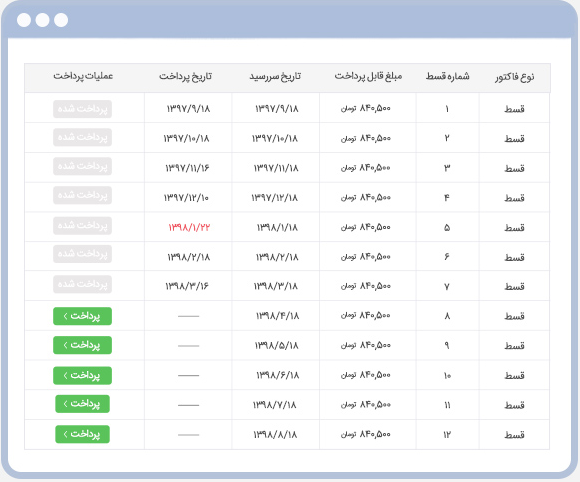 نوع فاکتور شماره قسط مبلغ قابل پرداخت تاریخ سررسید تاریخ پرداخت عملیات پرداخت
قسط ۱ ۸۴۰,۵۰۰ تومان ۱۳۹۷/۹/۱۸ ۱۳۹۷/۹/۱۸ پرداخت شده
قسط ۲ ۸۴۰,۵۰۰ تومان ۱۳۹۷/۱۰/۱۸ ۱۳۹۷/۱۰/۱۸ پرداخت شده
قسط ۳ ۸۴۰,۵۰۰ تومان ۱۳۹۷/۱۱/۱۸ ۱۳۹۷/۱۱/۱۶ پرداخت شده
قسط ۴ ۸۴۰,۵۰۰ تومان ۱۳۹۷/۱۲/۱۸ ۱۳۹۷/۱۲/۱۰ پرداخت شده
قسط ۵ ۸۴۰,۵۰۰ تومان ۱۳۹۸/۱/۱۸ ۱۳۹۸/۱/۲۲ پرداخت شده
قسط ۶ ۸۴۰,۵۰۰ تومان ۱۳۹۸/۲/۱۸ ۱۳۹۸/۲/۱۸ پرداخت شده
قسط ۷ ۸۴۰,۵۰۰ تومان ۱۳۹۸/۳/۱۸ ۱۳۹۸/۳/۱۶ پرداخت شده
قسط ۸ ۸۴۰,۵۰۰ تومان ۱۳۹۸/۴/۱۸ —— پرداخت
قسط ۹ ۸۴۰,۵۰۰ تومان ۱۳۹۸/۵/۱۸ —— پرداخت
قسط ۱۰ ۸۴۰,۵۰۰ تومان ۱۳۹۸/۶/۱۸ —— پرداخت
قسط ۱۱ ۸۴۰,۵۰۰ تومان ۱۳۹۸/۷/۱۸ —— پرداخت
قسط ۱۲ ۸۴۰,۵۰۰ تومان ۱۳۹۸/۸/۱۸ —— پرداخت